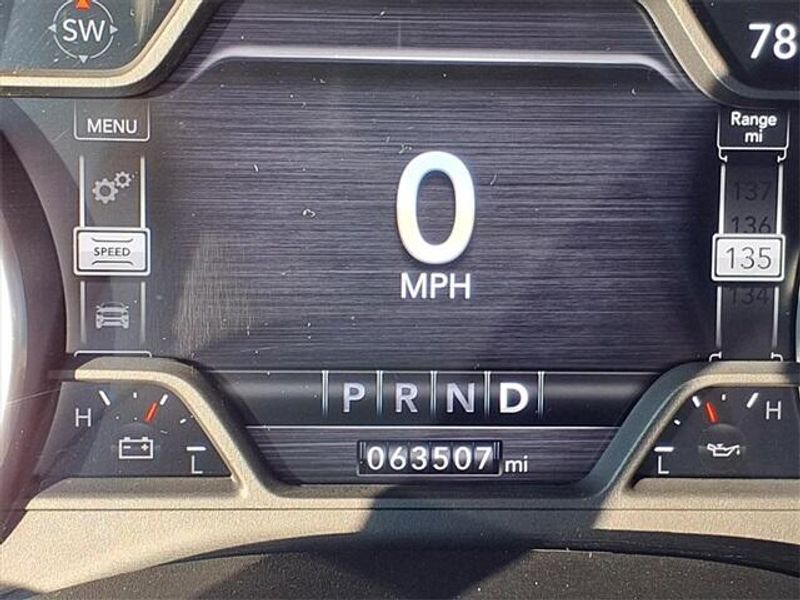 SW
78
MENU
Range
mi
137
136
SPEED
135
134
0
MPH
P R N D
H
L
063507 mi
H
L